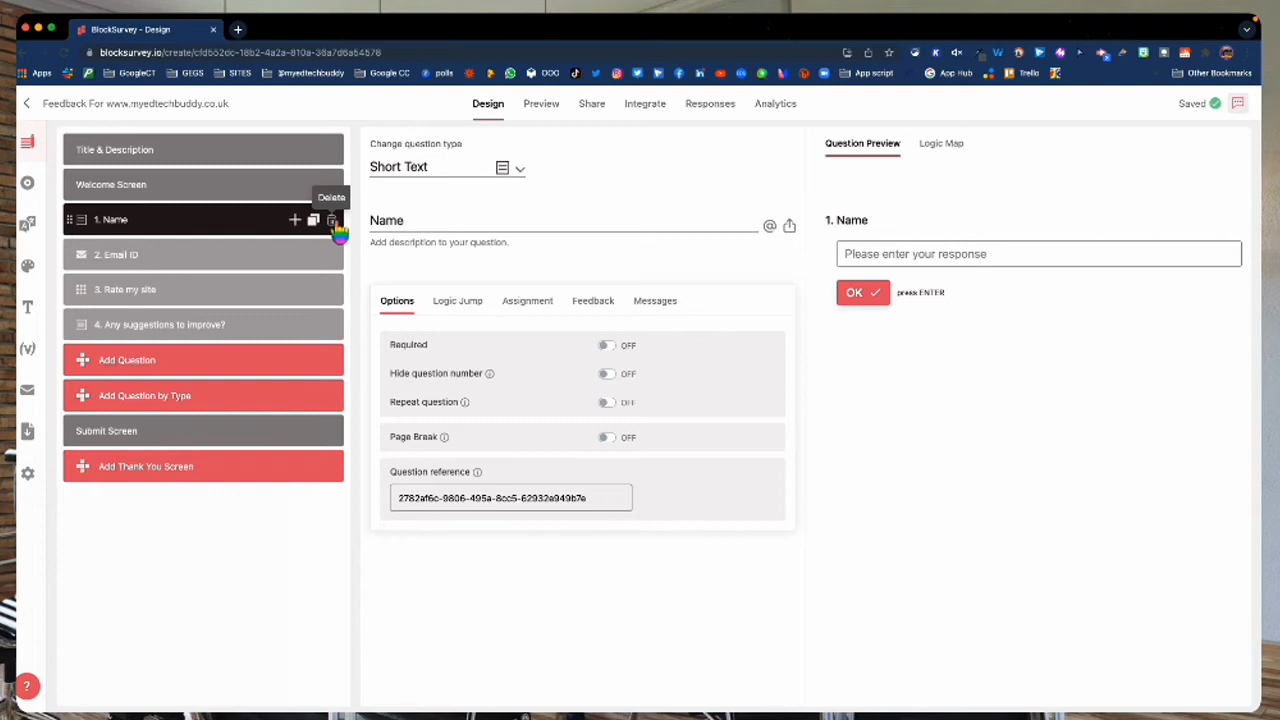 BlockSurvey - Design
blocksurvey.io/create/cfd552dc-18b2-4a2a-810a-36a7d6a54578
Apps
GoogleCT
GEGS
SITES
@myedtechbuddy
Google CC
polls
App script
App Hub
Trello
Other Bookmarks
Feedback For www.myedtechbuddy.co.uk
Design
Preview
Share
Integrate
Responses
Analytics
Saved
Title & Description
Welcome Screen
Delete
1. Name
2. Email ID
3. Rate my site
4. Any suggestions to improve?
Add Question
Add Question by Type
Submit Screen
Add Thank You Screen
Change question type
Short Text
Name
Add description to your question.
Options
Logic Jump
Assignment
Feedback
Messages
Required
OFF
Hide question number
OFF
Repeat question
OFF
Page Break
OFF
Question reference
2782af6c-9806-495a-8cc5-62932e949b7e
Question Preview
Logic Map
1. Name
Please enter your response
OK
press ENTER
?